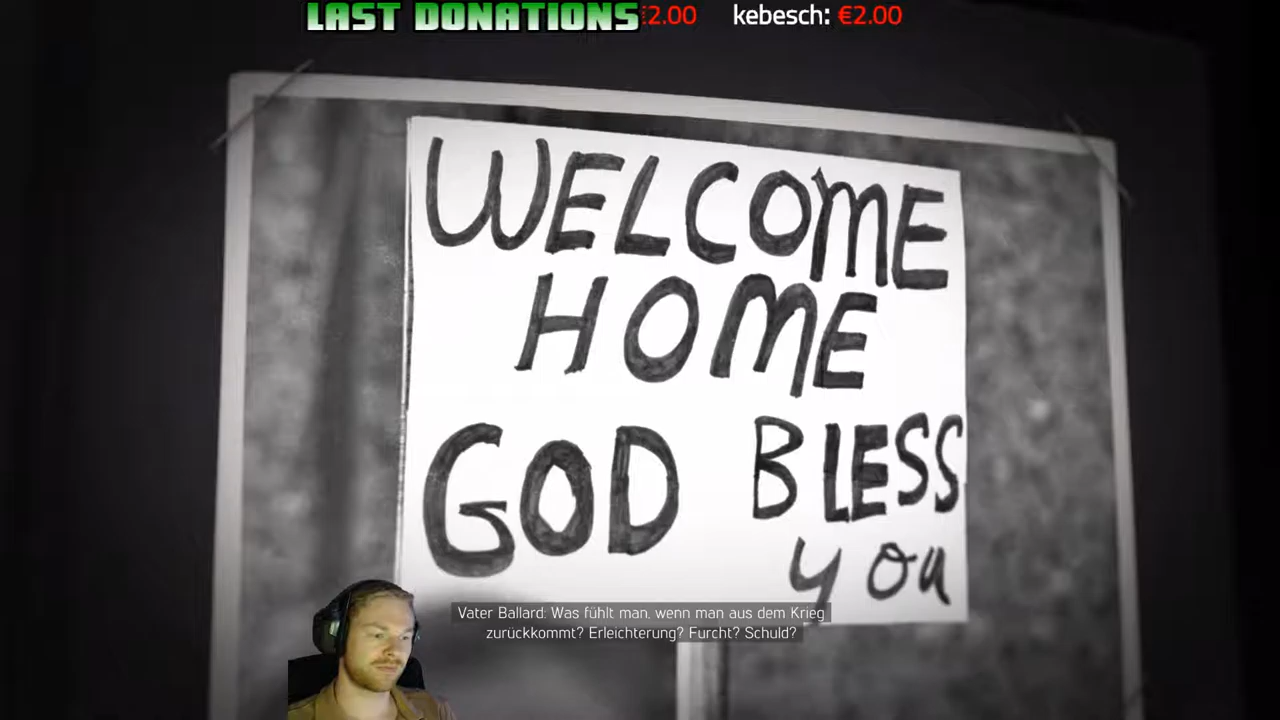 LAST DONATIONS €2.00 kebesch: €2.00
WELCOME
HOME
GOD BLESS
you
Vater Ballard: Was fühlt man, wenn man aus dem Krieg
zurückkommt? Erleichterung? Furcht? Schuld?